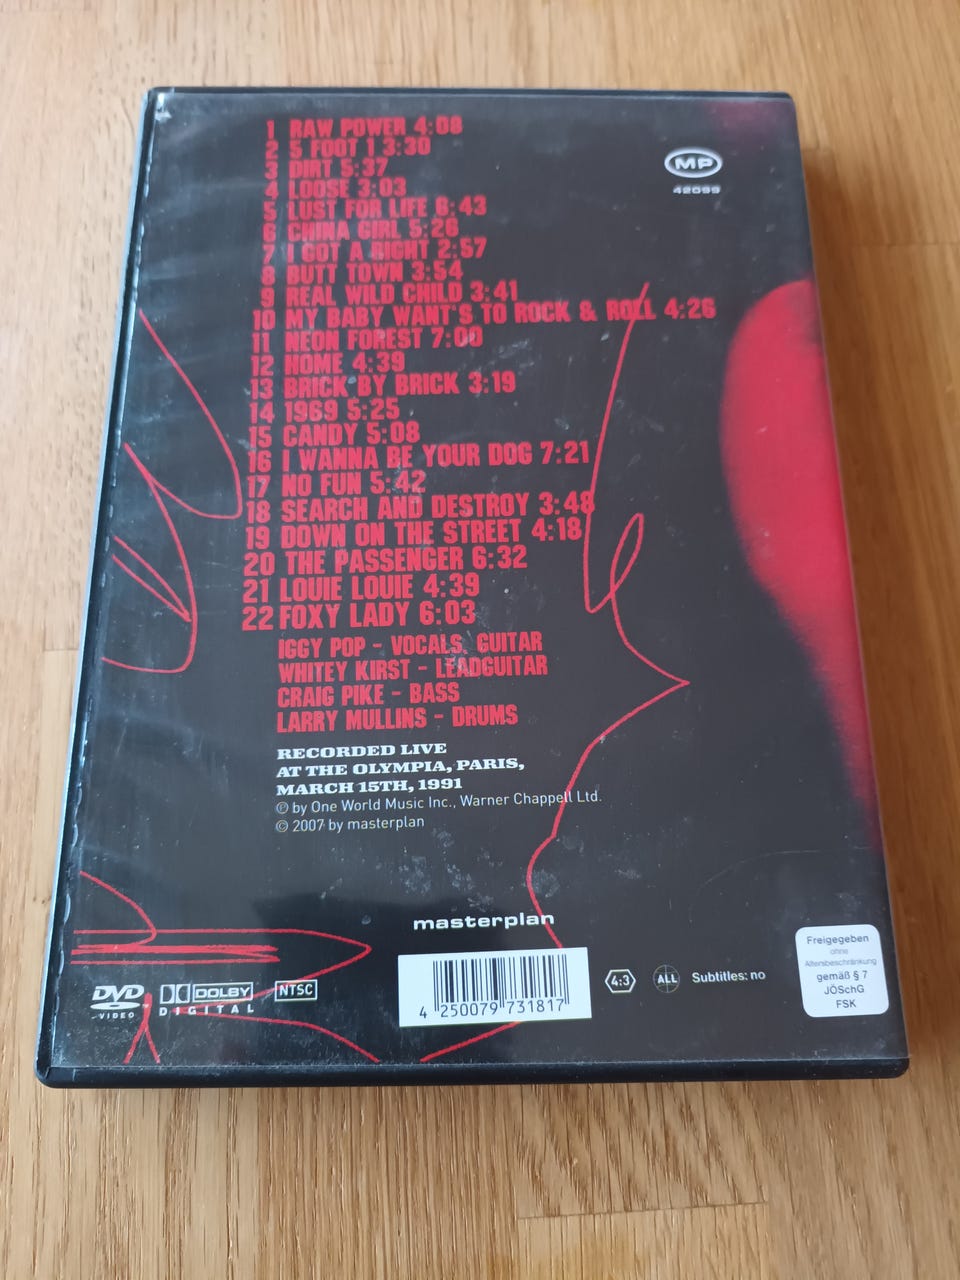 1 RAW POWER 4:08
2 5 FOOT 1 3:30
3 DIRT 5:37
4 LOOSE 3:03
5 LUST FOR LIFE 6:43
6 CHINA GIRL 5:26
7 I GOT A RIGHT 2:57
8 BUTT TOWN 3:54
9 REAL WILD CHILD 3:41
10 MY BABY WANT'S TO ROCK & ROLL 4:26
11 NEON FOREST 7:00
12 HOME 4:39
13 BRICK BY BRICK 3:19
14 1969 5:25
15 CANDY 5:08
16 I WANNA BE YOUR DOG 7:21
17 NO FUN 5:42
18 SEARCH AND DESTROY 3:48
19 DOWN ON THE STREET 4:18
20 THE PASSENGER 6:32
21 LOUIE LOUIE 4:39
22 FOXY LADY 6:03
IGGY POP - VOCALS, GUITAR
WHITEY KIRST - LEADGUITAR
CRAIG PIKE - BASS
LARRY MULLINS - DRUMS
RECORDED LIVE
AT THE OLYMPIA, PARIS,
MARCH 15TH, 1991
℗ by One World Music Inc., Warner Chappell Ltd.
© 2007 by masterplan
MP
42099
masterplan
DVD
VIDEO
DOLBY
DIGITAL
NTSC
4 250079 731817
4:3
ALL
Subtitles: no
Freigegeben
ohne
Altersbeschränkung
gemäß § 7
JÖSchG
FSK